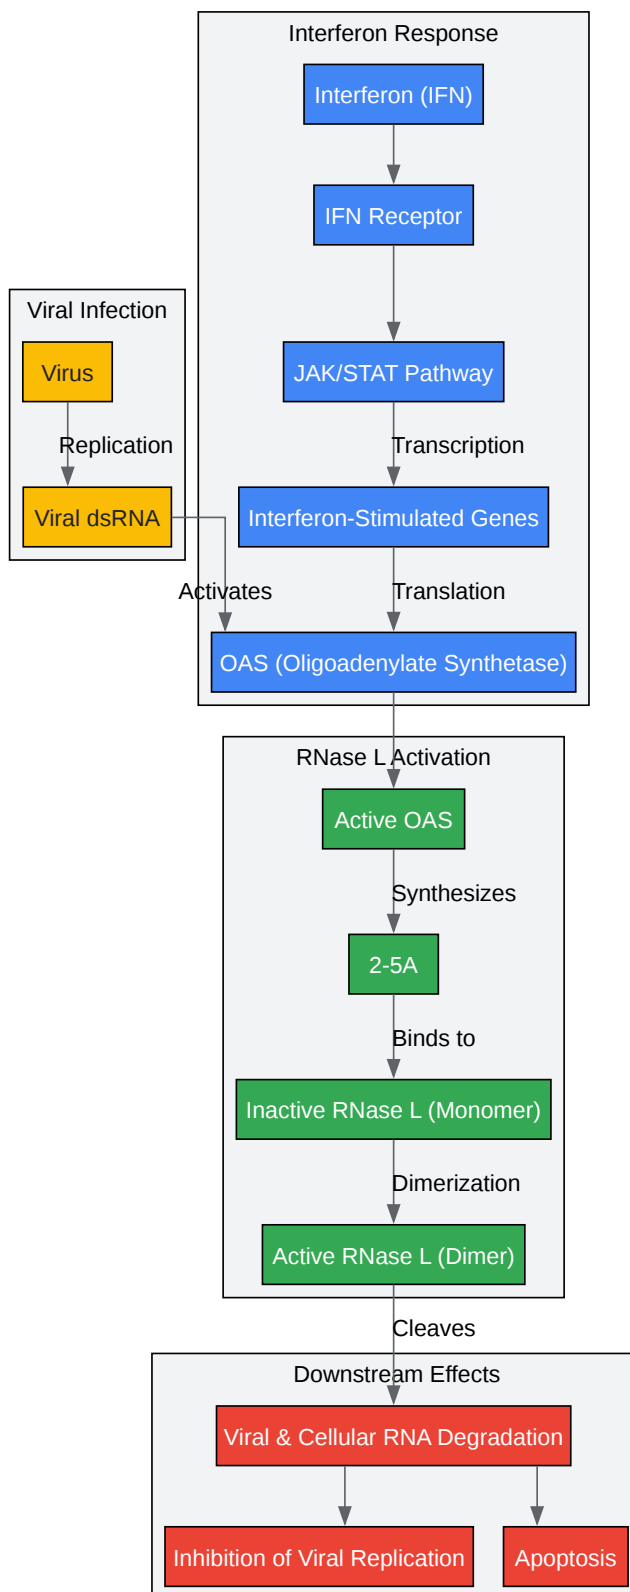 Interferon Response
Interferon (IFN)
IFN Receptor
Viral Infection
Virus
JAK/STAT Pathway
Replication
Transcription
Viral dsRNA
Interferon-Stimulated Genes
Activates
Translation
OAS (Oligoadenylate Synthetase)
RNase L Activation
Active OAS
Synthesizes
2-5A
Binds to
Inactive RNase L (Monomer)
Dimerization
Active RNase L (Dimer)
Cleaves
Downstream Effects
Viral & Cellular RNA Degradation
Inhibition of Viral Replication
Apoptosis